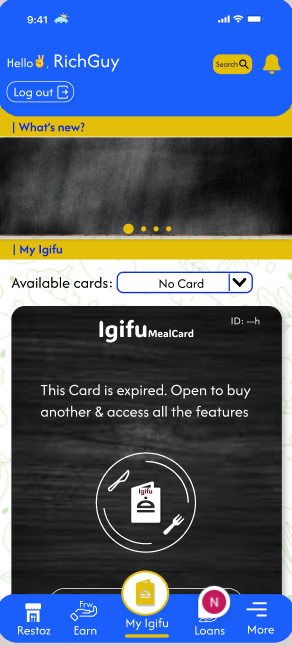 9:41
Hello✌️, RichGuy
Search
Log out
| What's new?
| My Igifu
Available cards: No Card
Igifu MealCard
ID: ---h
This Card is expired. Open to buy
another & access all the features
Igifu
Restoz
Frw
Earn
My Igifu
N
Loans
More